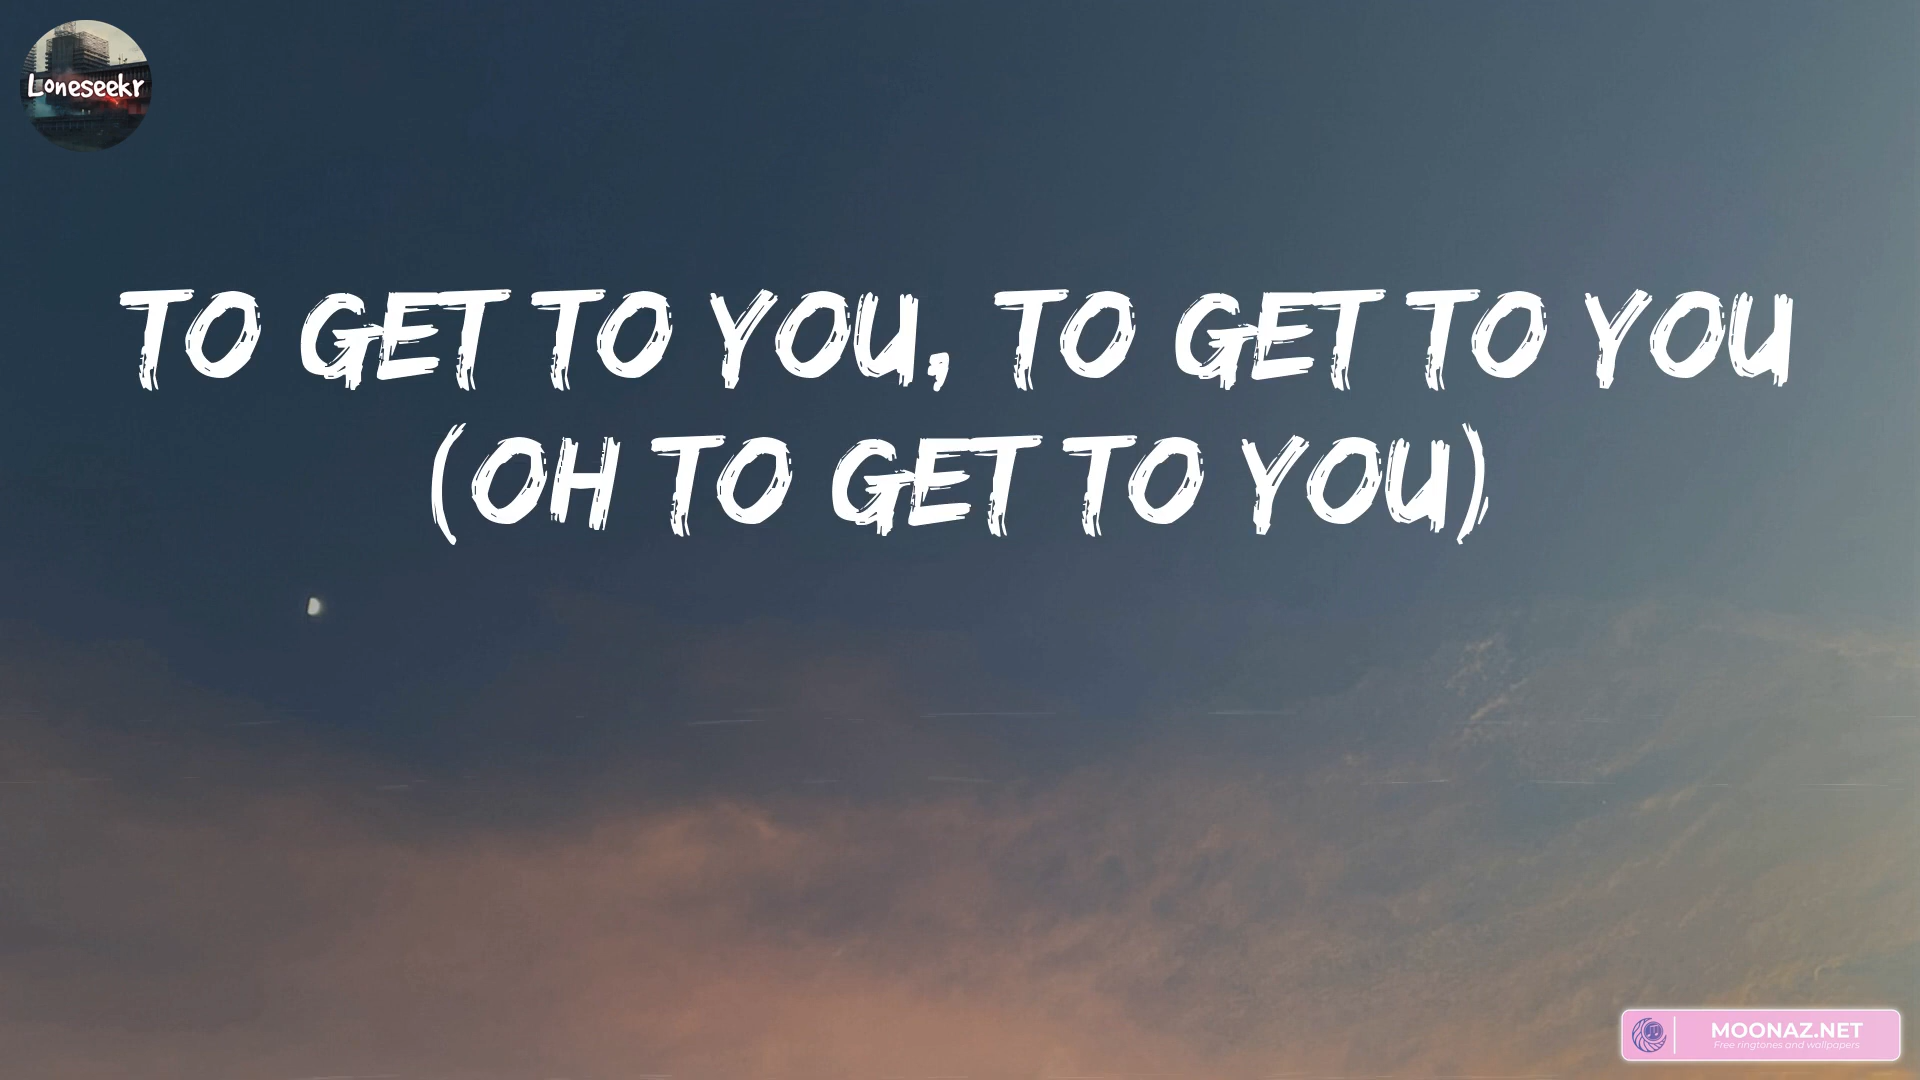 Loneseekr
TO GET TO YOU, TO GET TO YOU
(OH TO GET TO YOU)
MOONAZ.NET
Free ringtones and wallpapers